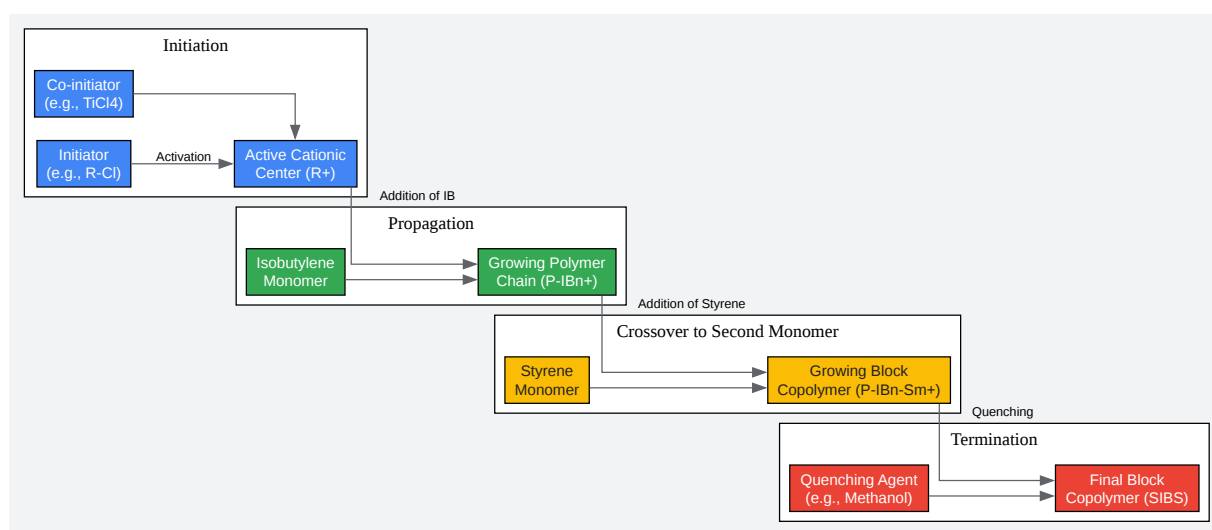 Initiation
Co-initiator
(e.g., TiCl4)
Initiator
(e.g., R-Cl)
Activation
Active Cationic
Center (R+)
Addition of IB
Propagation
Isobutylene
Monomer
Growing Polymer
Chain (P-IBn+)
Addition of Styrene
Crossover to Second Monomer
Styrene
Monomer
Growing Block
Copolymer (P-IBn-Sm+)
Quenching
Termination
Quenching Agent
(e.g., Methanol)
Final Block
Copolymer (SIBS)